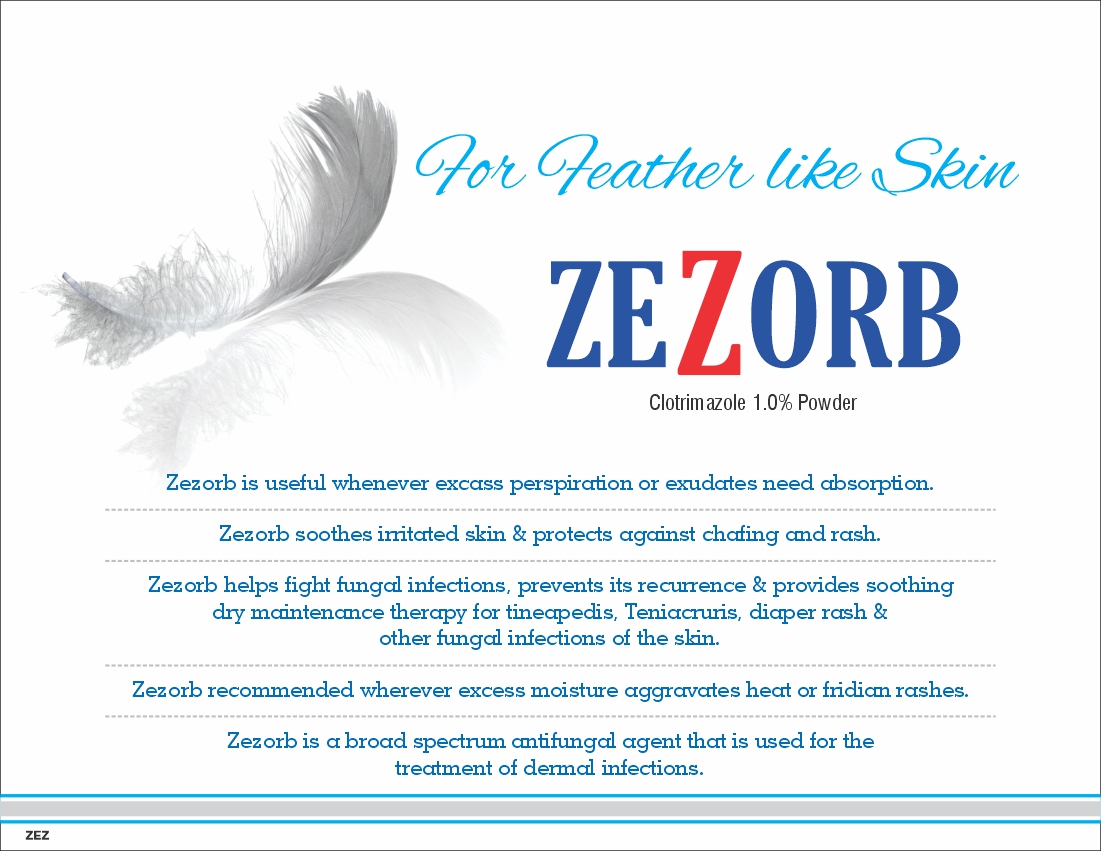 For Feather like Skin
ZEZORB
Clotrimazole 1.0% Powder
Zezorb is useful whenever excass perspiration or exudates need absorption.
Zezorb soothes irritated skin & protects against chafing and rash.
Zezorb helps fight fungal infections, prevents its recurrence & provides soothing
dry maintenance therapy for tineapedis, Teniacruris, diaper rash &
other fungal infections of the skin.
Zezorb recommended wherever excess moisture aggravates heat or fridian rashes.
Zezorb is a broad spectrum antifungal agent that is used for the
treatment of dermal infections.
ZEZ